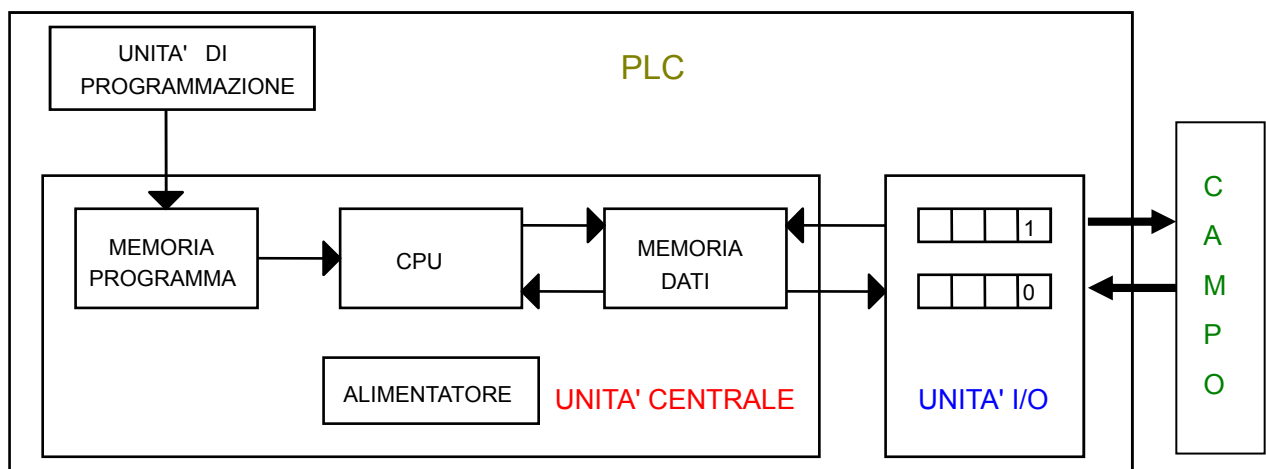 UNITA' DI
PROGRAMMAZIONE
PLC
MEMORIA
PROGRAMMA
CPU
MEMORIA
DATI
1
0
ALIMENTATORE
UNITA' CENTRALE
UNITA' I/O
C
A
M
P
O